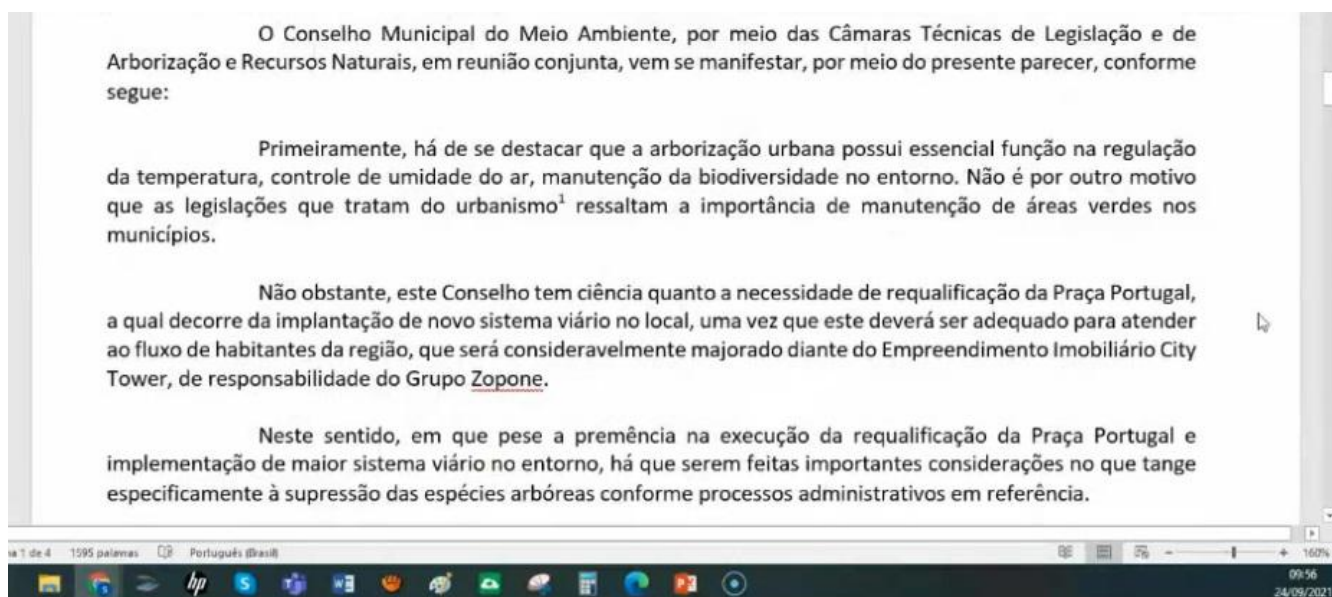 O Conselho Municipal do Meio Ambiente, por meio das Câmaras Técnicas de Legislação e de
Arborização e Recursos Naturais, em reunião conjunta, vem se manifestar, por meio do presente parecer, conforme
segue:
Primeiramente, há de se destacar que a arborização urbana possui essencial função na regulação
da temperatura, controle de umidade do ar, manutenção da biodiversidade no entorno. Não é por outro motivo
que as legislações que tratam do urbanismo¹ ressaltam a importância de manutenção de áreas verdes nos
municípios.
Não obstante, este Conselho tem ciência quanto a necessidade de requalificação da Praça Portugal,
a qual decorre da implantação de novo sistema viário no local, uma vez que este deverá ser adequado para atender
ao fluxo de habitantes da região, que será consideravelmente majorado diante do Empreendimento Imobiliário City
Tower, de responsabilidade do Grupo Zopone.
Neste sentido, em que pese a premência na execução da requalificação da Praça Portugal e
implementação de maior sistema viário no entorno, há que serem feitas importantes considerações no que tange
especificamente à supressão das espécies arbóreas conforme processos administrativos em referência.
na 1 de 4 1595 palavras Português (Brasil) 160%
hp
09:56
24/09/2021